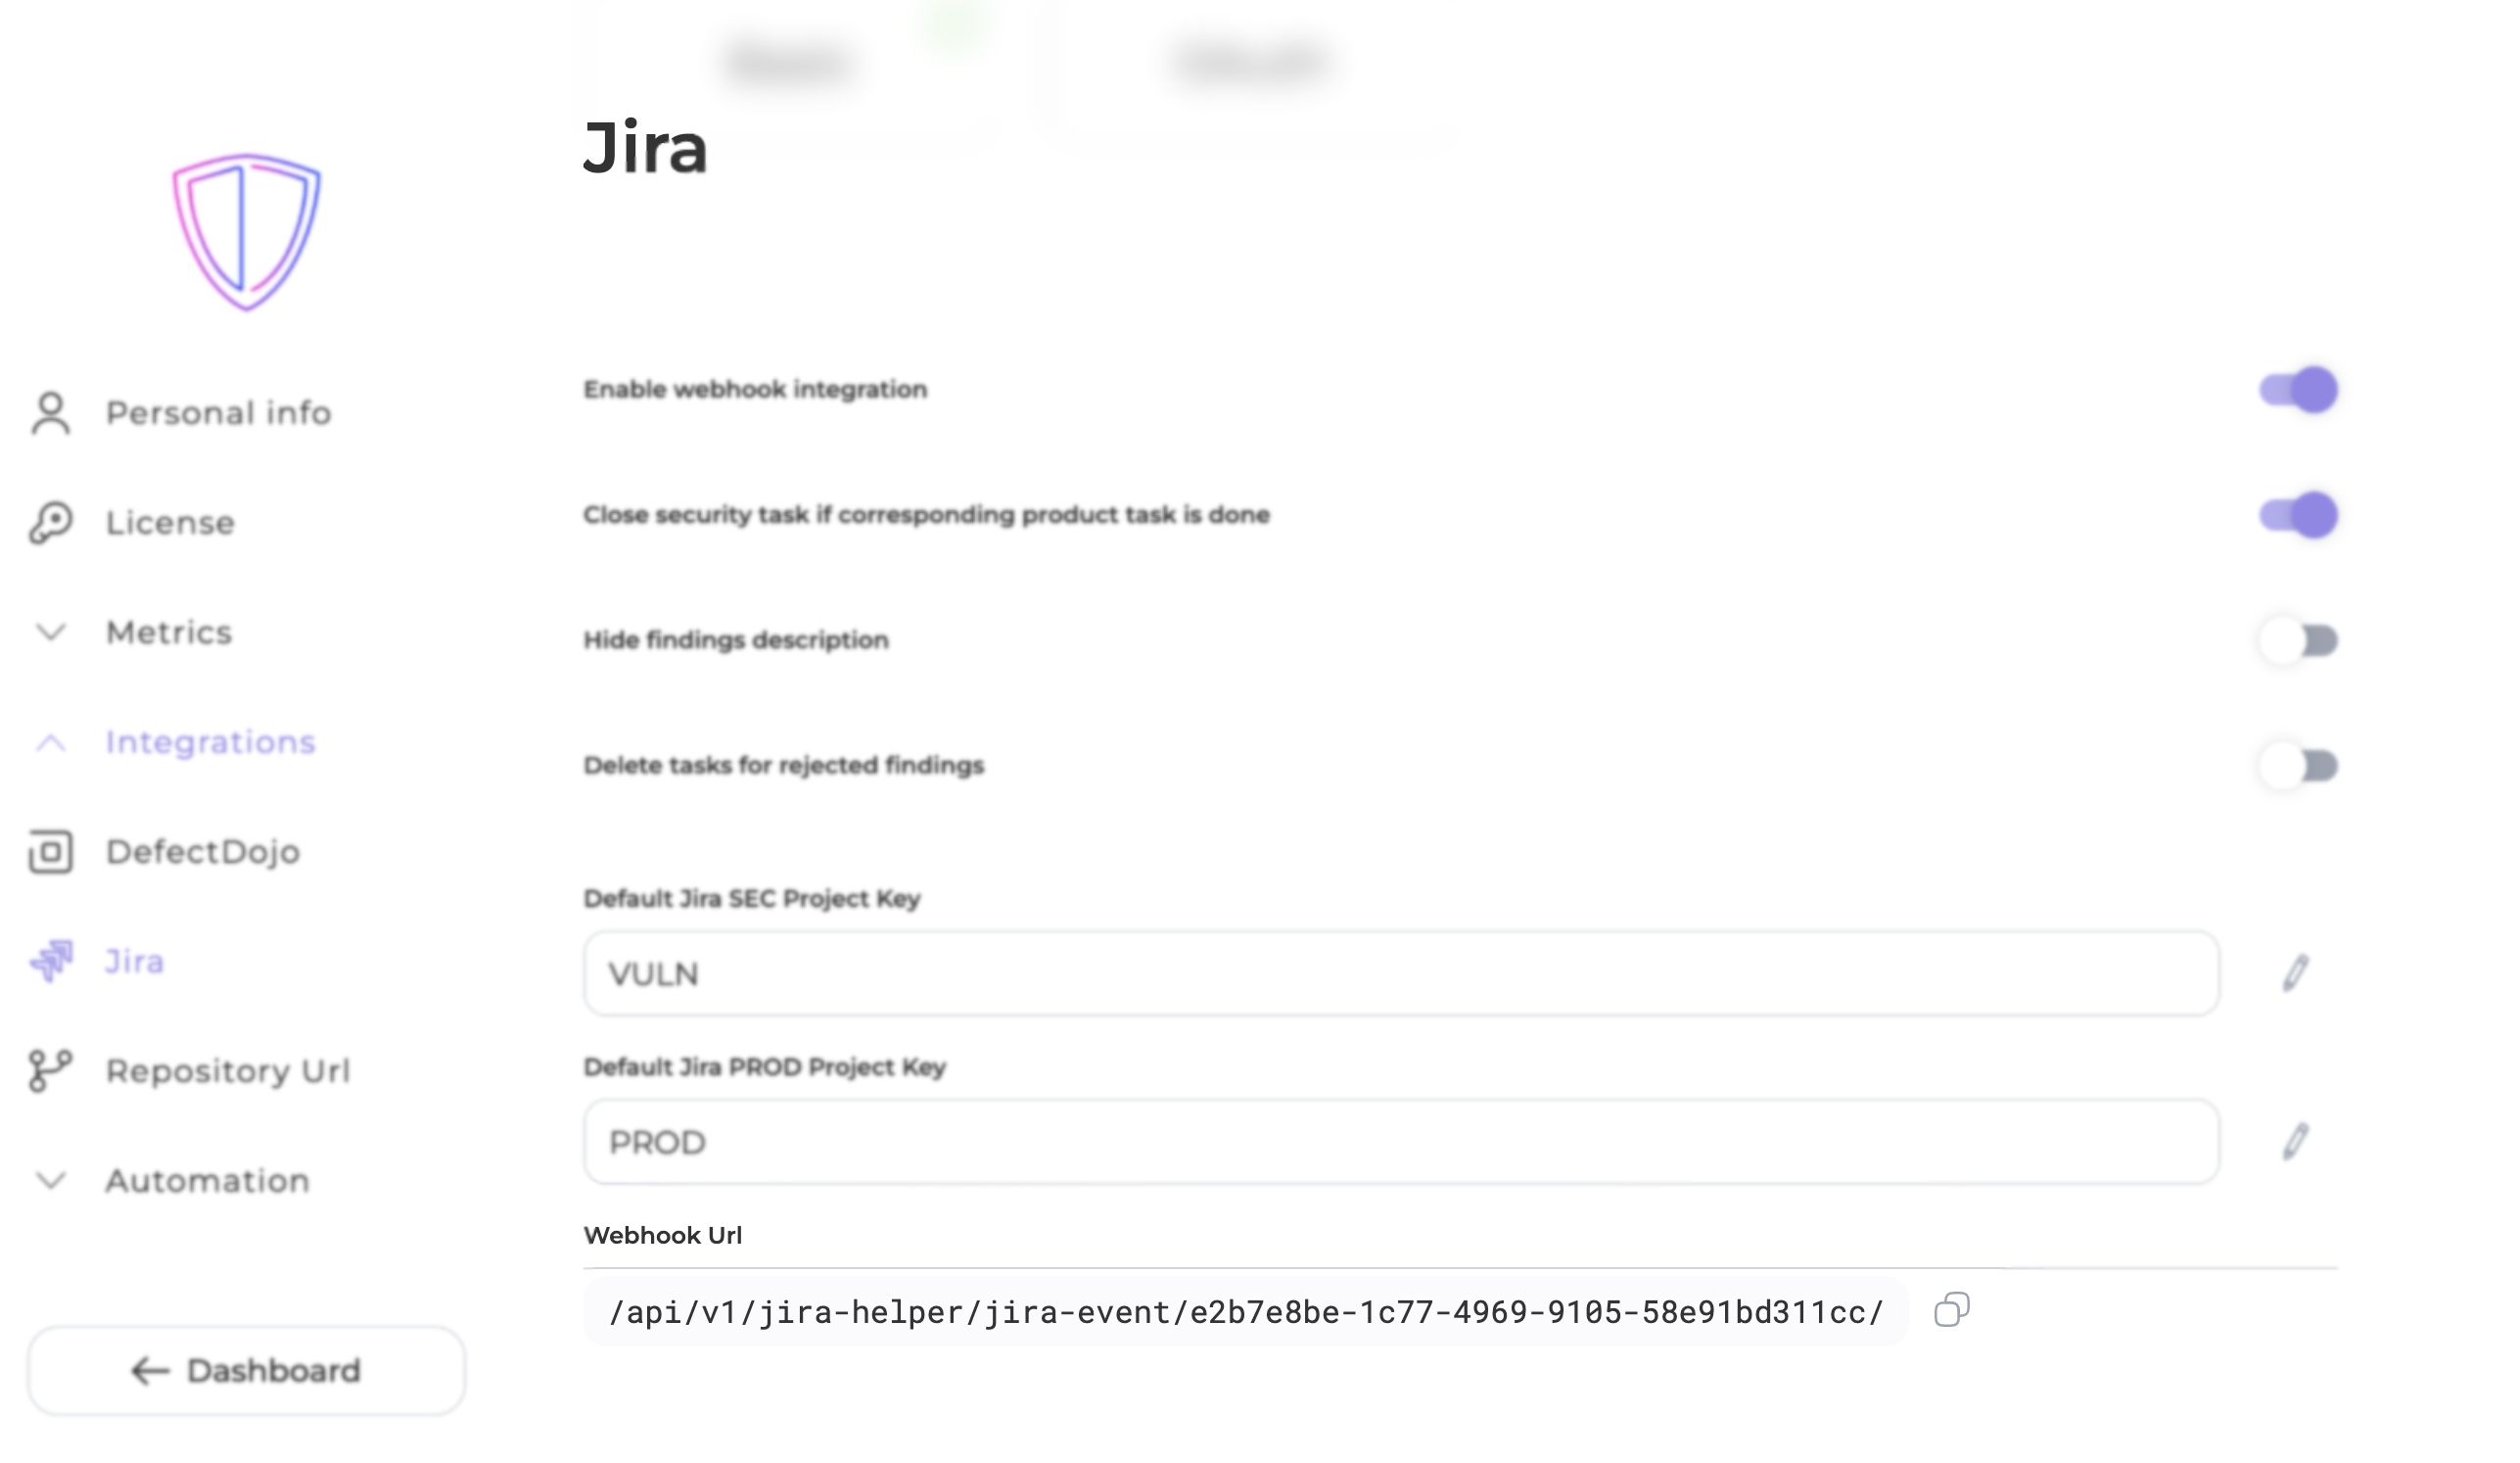 Jira
Personal info
License
Metrics
Integrations
DefectDojo
Jira
Repository Url
Automation
Dashboard
Enable webhook integration
Close security task if corresponding product task is done
Hide findings description
Delete tasks for rejected findings
Default Jira SEC Project Key
VULN
Default Jira PROD Project Key
PROD
Webhook Url
/api/v1/jira-helper/jira-event/e2b7e8be-1c77-4969-9105-58e91bd311cc/